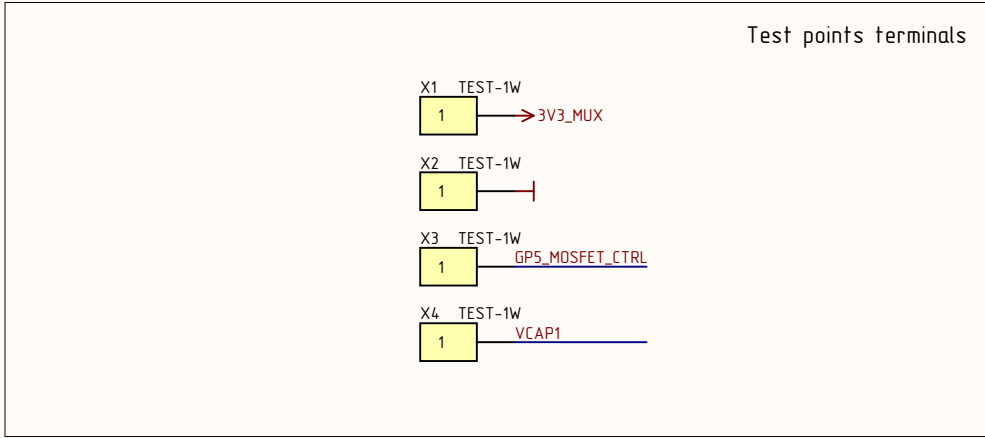 Test points terminals
X1 TEST-1W
1
3V3_MUX
X2 TEST-1W
1
X3 TEST-1W
1
GP5_MOSFET_CTRL
X4 TEST-1W
1
VCAP1